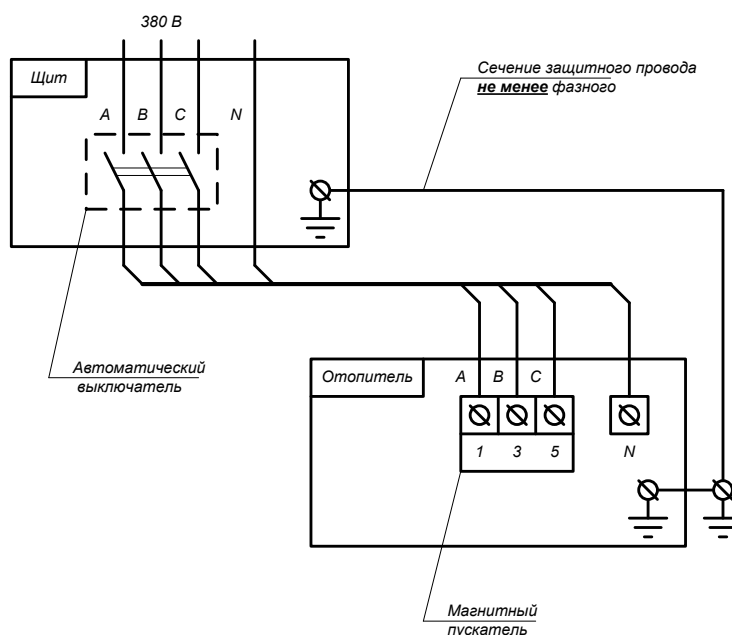 380 В
Щит
Сечение защитного провода
не менее фазного
A B C N
Автоматический
выключатель
Отопитель
A B C
1 3 5 N
Магнитный
пускатель